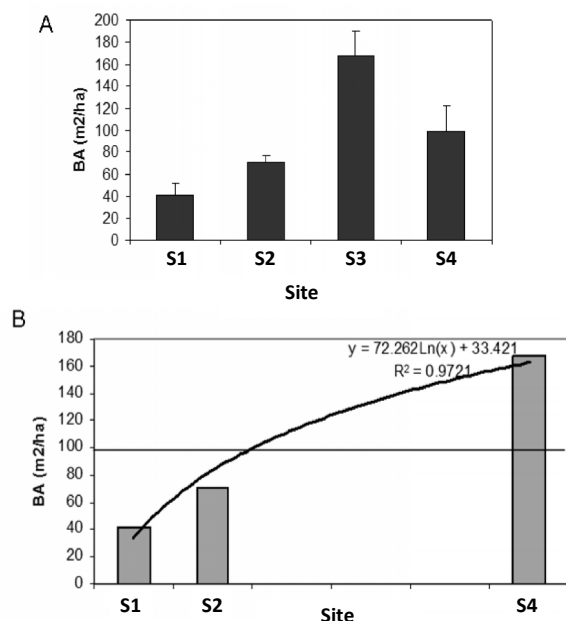 A
200
180
160
140
120
100
80
60
40
20
0
BA (m2/ha)
S1 S2 S3 S4
Site
B
180
160
140
120
100
80
60
40
20
0
BA (m2/ha)
y = 72.262Ln(x) + 33.421
R² = 0.9721
S1 S2 S4
Site